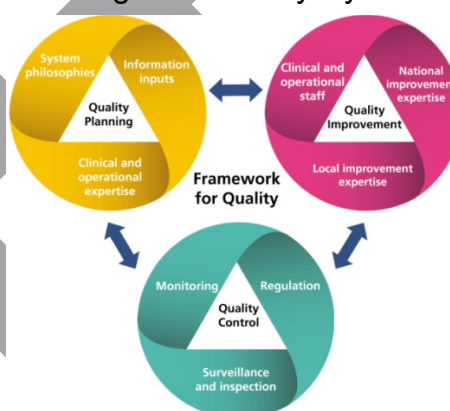 System
philosophies
Information
inputs
Quality
Planning
Clinical and
operational
expertise
Clinical and
operational
staff
National
improvement
expertise
Quality
Improvement
Local improvement
expertise
Framework
for Quality
Monitoring
Regulation
Quality
Control
Surveillance
and inspection